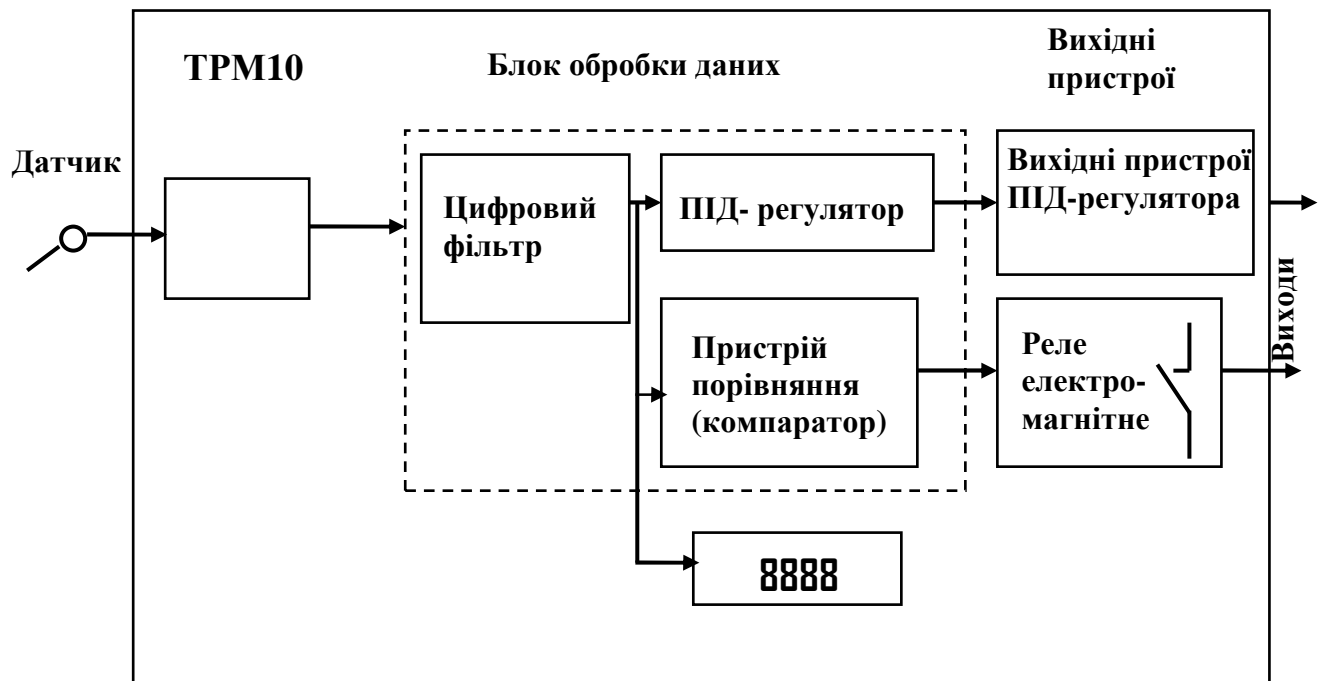 ТРМ10
Блок обробки даних
Вихідні
пристрої
Датчик
Цифровий
фільтр
ПІД- регулятор
Вихідні пристрої
ПІД-регулятора
Пристрій
порівняння
(компаратор)
Реле
електро-
магнітне
Виходи
8888